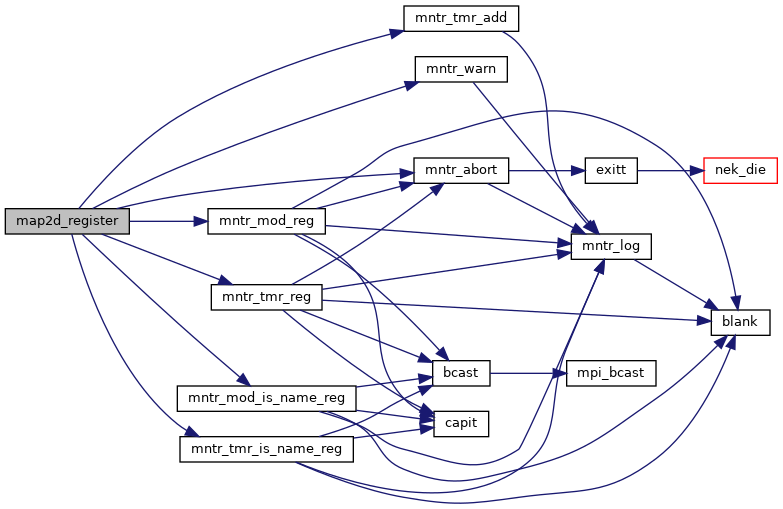 mntr_tmr_add
mntr_warn
mntr_abort
exitt
nek_die
map2d_register
mntr_mod_reg
mntr_log
mntr_tmr_reg
blank
bcast
mpi_bcast
mntr_mod_is_name_reg
capit
mntr_tmr_is_name_reg